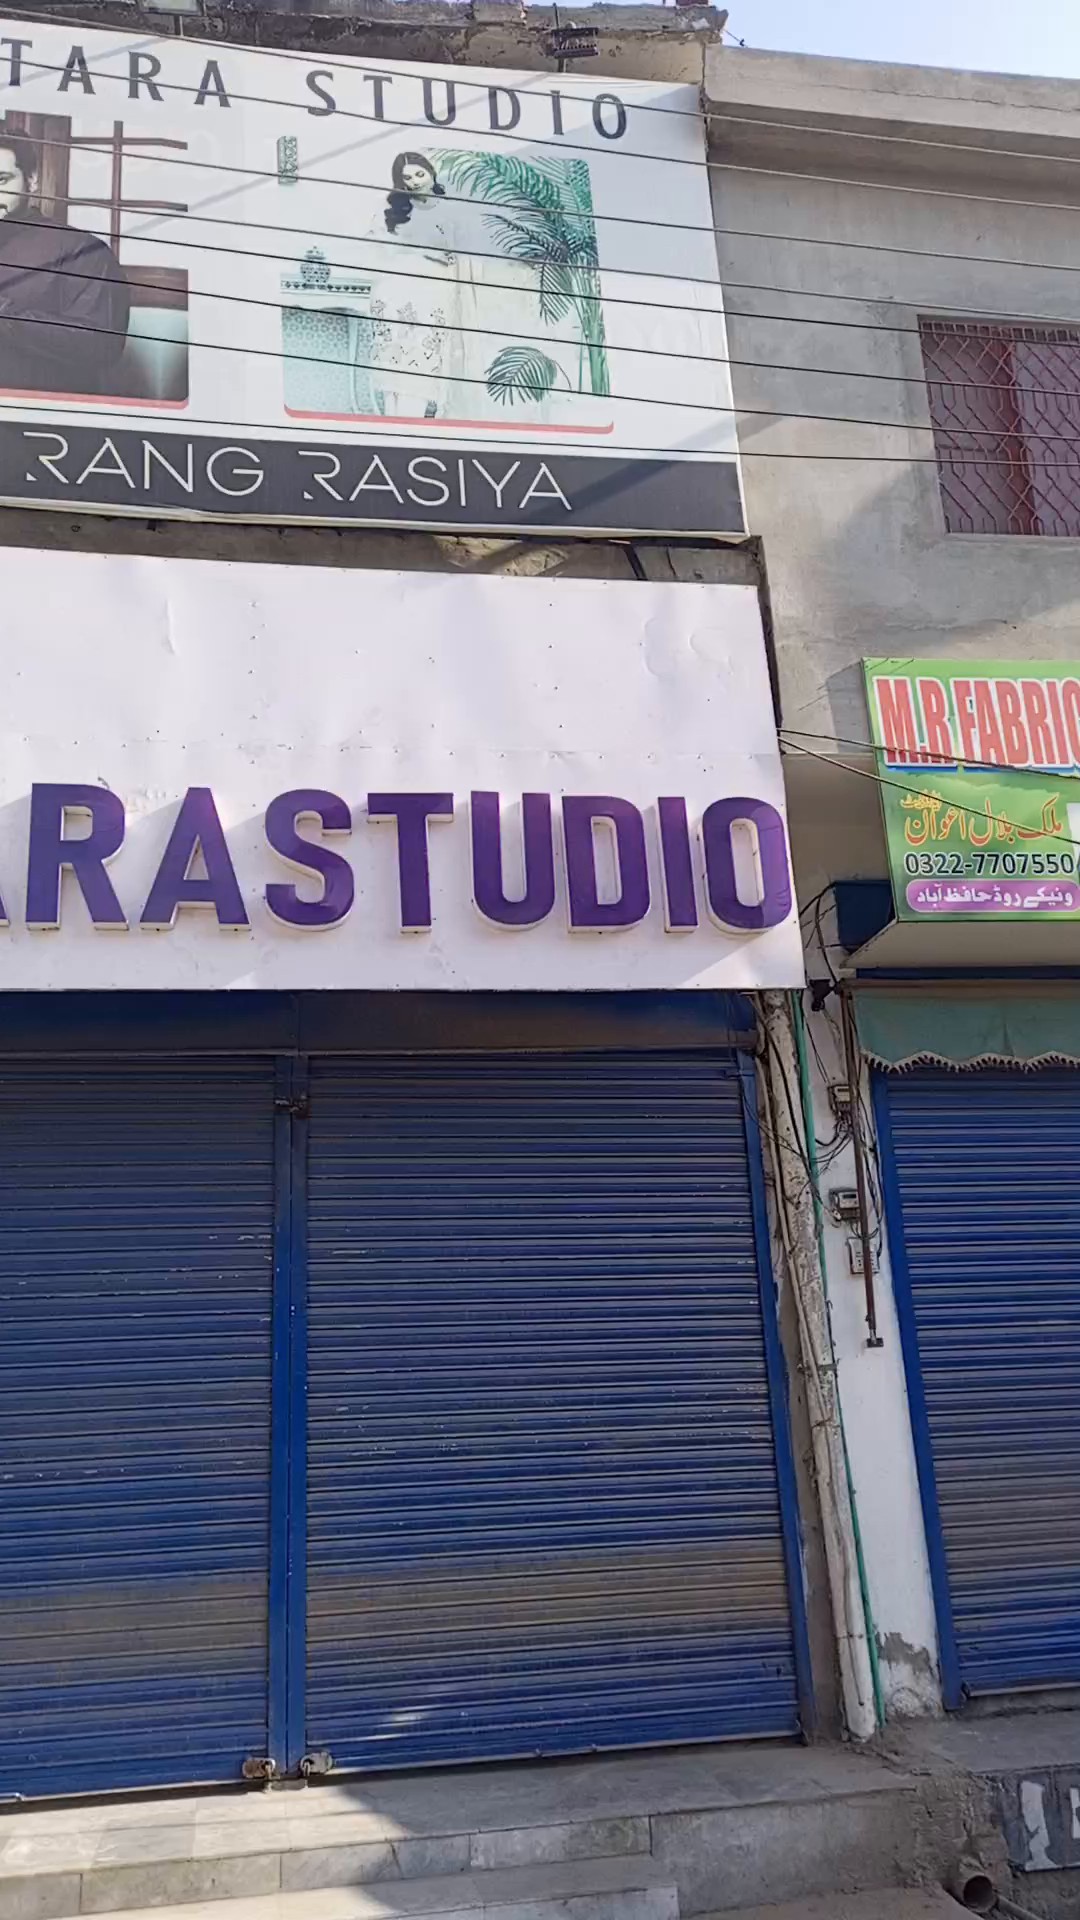 TARA STUDIO
RANG RASIYA
ARASTUDIO
M.R FABRIC
ملک بلال اعوان
0322-7707550
ونیکے روڈ حافظ آباد